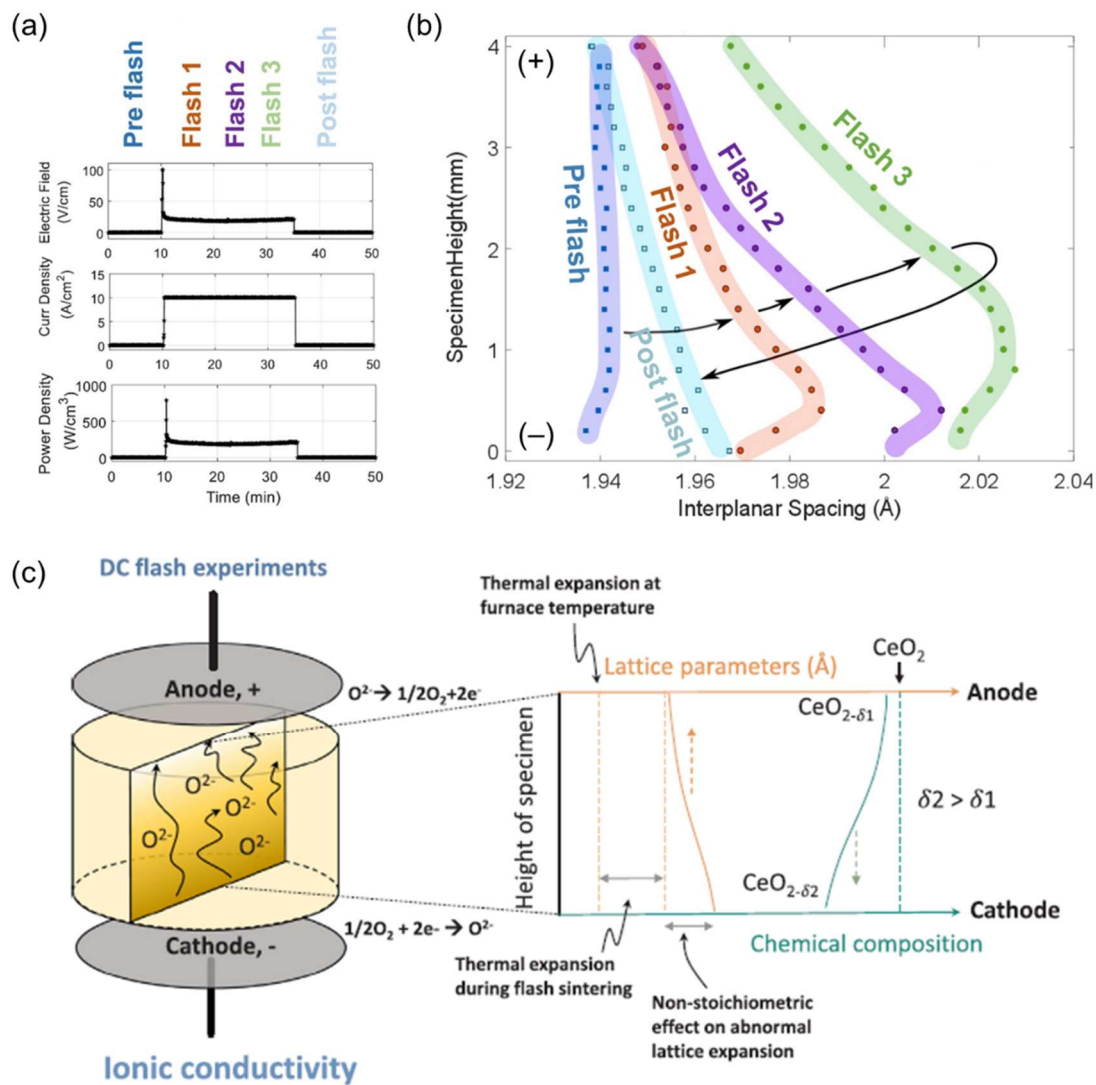 (a)
Pre flash
Flash 1
Flash 2
Flash 3
Post flash
Electric Field
(V/cm)
100
50
0
0 10 20 30 40 50
Curr Density
(A/cm²)
15
10
5
0
0 10 20 30 40 50
Power Density
(W/cm³)
1000
500
0
0 10 20 30 40 50
Time (min)
(b)
SpecimenHeight(mm)
4
3
2
1
0
(+)
(–)
Pre flash
Post flash
Flash 1
Flash 2
Flash 3
1.92 1.94 1.96 1.98 2 2.02 2.04
Interplanar Spacing (Å)
(c)
DC flash experiments
Anode, +
O²⁻→ 1/2O₂+2e⁻
O²⁻
O²⁻
O²⁻
O²⁻
Cathode, -
1/2O₂ + 2e- → O²⁻
Ionic conductivity
Thermal expansion at
furnace temperature
Lattice parameters (Å)
CeO₂
Anode
CeO₂₋δ₁
Height of specimen
δ2 > δ1
CeO₂₋δ₂
Cathode
Chemical composition
Thermal expansion
during flash sintering
Non-stoichiometric
effect on abnormal
lattice expansion